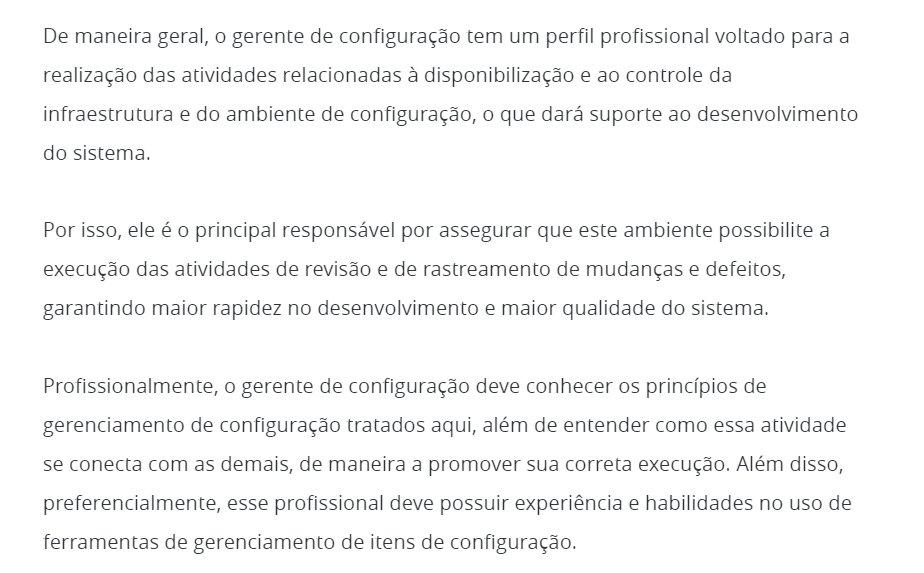 De maneira geral, o gerente de configuração tem um perfil profissional voltado para a
realização das atividades relacionadas à disponibilização e ao controle da
infraestrutura e do ambiente de configuração, o que dará suporte ao desenvolvimento
do sistema.
Por isso, ele é o principal responsável por assegurar que este ambiente possibilite a
execução das atividades de revisão e de rastreamento de mudanças e defeitos,
garantindo maior rapidez no desenvolvimento e maior qualidade do sistema.
Profissionalmente, o gerente de configuração deve conhecer os princípios de
gerenciamento de configuração tratados aqui, além de entender como essa atividade
se conecta com as demais, de maneira a promover sua correta execução. Além disso,
preferencialmente, esse profissional deve possuir experiência e habilidades no uso de
ferramentas de gerenciamento de itens de configuração.